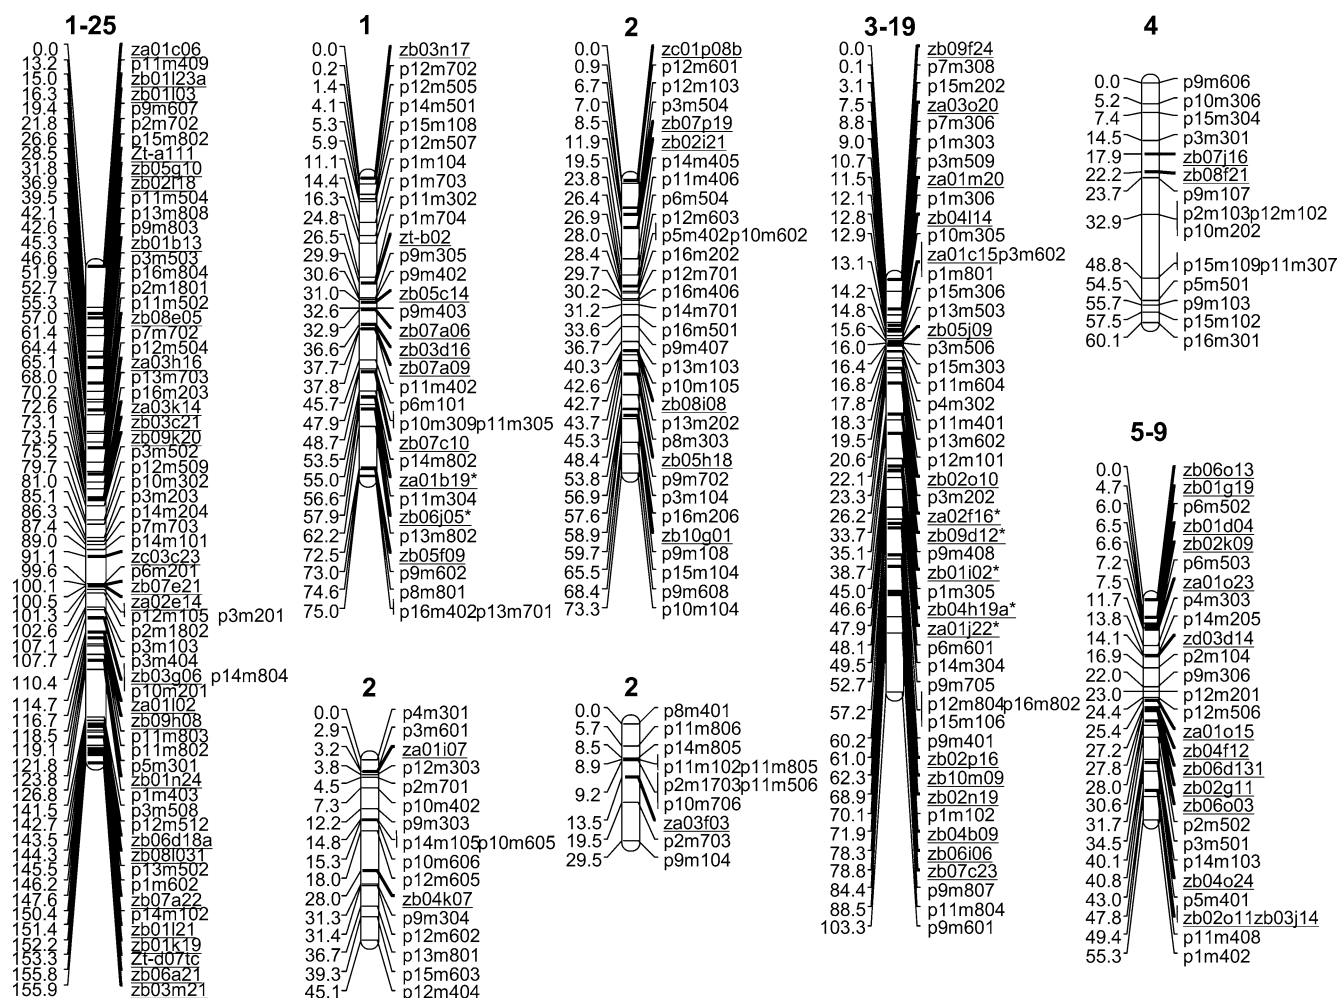 1-25
0.0 za01c06
13.2 p11m409
15.0 zb01l23a
16.3 zb01l03
19.4 p9m607
21.8 p2m702
26.6 p15m802
28.5 Zt-a111
31.8 zb05g10
36.9 zb02l18
39.5 p11m504
42.1 p13m808
42.6 p9m803
45.3 zb01b13
46.6 p3m503
51.9 p16m804
52.7 p2m1801
55.3 p11m502
57.0 zb08e05
61.4 p7m702
64.4 p12m504
65.1 za03h16
68.0 p13m703
70.2 p16m203
72.6 za03k14
73.1 zb03c21
73.5 zb09k20
75.2 p3m502
79.7 p12m509
81.0 p10m302
85.1 p3m203
86.3 p14m204
87.4 p7m703
89.0 p14m101
91.1 zc03c23
99.6 p6m201
100.1 zb07e21
100.5 za02e14
101.3 p12m105 p3m201
102.6 p2m1802
107.1 p3m103
107.7 p3m404
zb03g06 p14m804
110.4 p10m201
114.7 za01l02
116.7 zb09h08
118.5 p11m803
119.1 p11m802
121.8 p5m301
123.8 zb01n24
126.8 p1m403
141.5 p3m508
142.7 p12m512
143.5 zb06d18a
144.3 zb08l031
145.5 p13m502
146.2 p1m602
147.6 zb07a22
150.4 p14m102
151.4 zb01l21
152.2 zb01k19
153.3 Zt-d07tc
155.8 zb06a21
155.9 zb03m21
1
0.0 zb03n17
0.2 p12m702
1.4 p12m505
4.1 p14m501
5.3 p15m108
5.9 p12m507
11.1 p1m104
14.4 p1m703
16.3 p11m302
24.8 p1m704
26.5 zt-b02
29.9 p9m305
30.6 p9m402
31.0 zb05c14
32.6 p9m403
32.9 zb07a06
36.6 zb03d16
37.7 zb07a09
37.8 p11m402
45.7 p6m101
47.9 p10m309p11m305
48.7 zb07c10
53.5 p14m802
55.0 za01b19*
56.6 p11m304
57.9 zb06j05*
62.2 p13m802
72.5 zb05f09
73.0 p9m602
74.6 p8m801
75.0 p16m402p13m701
2
0.0 p4m301
2.9 p3m601
3.2 za01i07
3.8 p12m303
4.5 p2m701
7.3 p10m402
12.2 p9m303
14.8 p14m105p10m605
15.3 p10m606
18.0 p12m605
28.0 zb04k07
31.3 p9m304
31.4 p12m602
36.7 p13m801
39.3 p15m603
45.1 p12m404
2
0.0 zc01p08b
0.9 p12m601
6.7 p12m103
7.0 p3m504
8.5 zb07p19
11.9 zb02i21
19.5 p14m405
23.8 p11m406
26.4 p6m504
26.9 p12m603
28.0 p5m402p10m602
28.4 p16m202
29.7 p12m701
30.2 p16m406
31.2 p14m701
33.6 p16m501
36.7 p9m407
40.3 p13m103
42.6 p10m105
42.7 zb08i08
43.7 p13m202
45.3 p8m303
48.4 zb05h18
53.8 p9m702
56.9 p3m104
57.6 p16m206
58.9 zb10g01
59.7 p9m108
65.5 p15m104
68.4 p9m608
73.3 p10m104
2
0.0 p8m401
5.7 p11m806
8.5 p14m805
8.9 p11m102p11m805
p2m1703p11m506
9.2 p10m706
13.5 za03f03
19.5 p2m703
29.5 p9m104
3-19
0.0 zb09f24
0.1 p7m308
3.1 p15m202
7.5 za03o20
8.8 p7m306
9.0 p1m303
10.7 p3m509
11.5 za01m20
12.1 p1m306
12.8 zb04l14
12.9 p10m305
za01c15p3m602
13.1 p1m801
14.2 p15m306
14.8 p13m503
15.6 zb05j09
16.0 p3m506
16.4 p15m303
16.8 p11m604
17.8 p4m302
18.3 p11m401
19.5 p13m602
20.6 p12m101
22.1 zb02o10
23.3 p3m202
26.2 za02f16*
33.7 zb09d12*
35.1 p9m408
38.7 zb01i02*
45.0 p1m305
46.6 zb04h19a*
47.9 za01j22*
48.1 p6m601
49.5 p14m304
52.7 p9m705
p12m804p16m802
57.2 p15m106
60.2 p9m401
61.0 zb02p16
62.3 zb10m09
68.9 zb02n19
70.1 p1m102
71.9 zb04b09
78.3 zb06i06
78.8 zb07c23
84.4 p9m807
88.5 p11m804
103.3 p9m601
4
0.0 p9m606
5.2 p10m306
7.4 p15m304
14.5 p3m301
17.9 zb07j16
22.2 zb08f21
23.7 p9m107
p2m103p12m102
32.9 p10m202
48.8 p15m109p11m307
54.5 p5m501
55.7 p9m103
57.5 p15m102
60.1 p16m301
5-9
0.0 zb06o13
4.7 zb01g19
6.0 p6m502
6.5 zb01d04
6.6 zb02k09
7.2 p6m503
7.5 za01o23
11.7 p4m303
13.8 p14m205
14.1 zd03d14
16.9 p2m104
22.0 p9m306
23.0 p12m201
24.4 p12m506
25.4 za01o15
27.2 zb04f12
27.8 zb06d131
28.0 zb02g11
30.6 zb06o03
31.7 p2m502
34.5 p3m501
40.1 p14m103
40.8 zb04o24
43.0 p5m401
47.8 zb02o11zb03j14
49.4 p11m408
55.3 p1m402